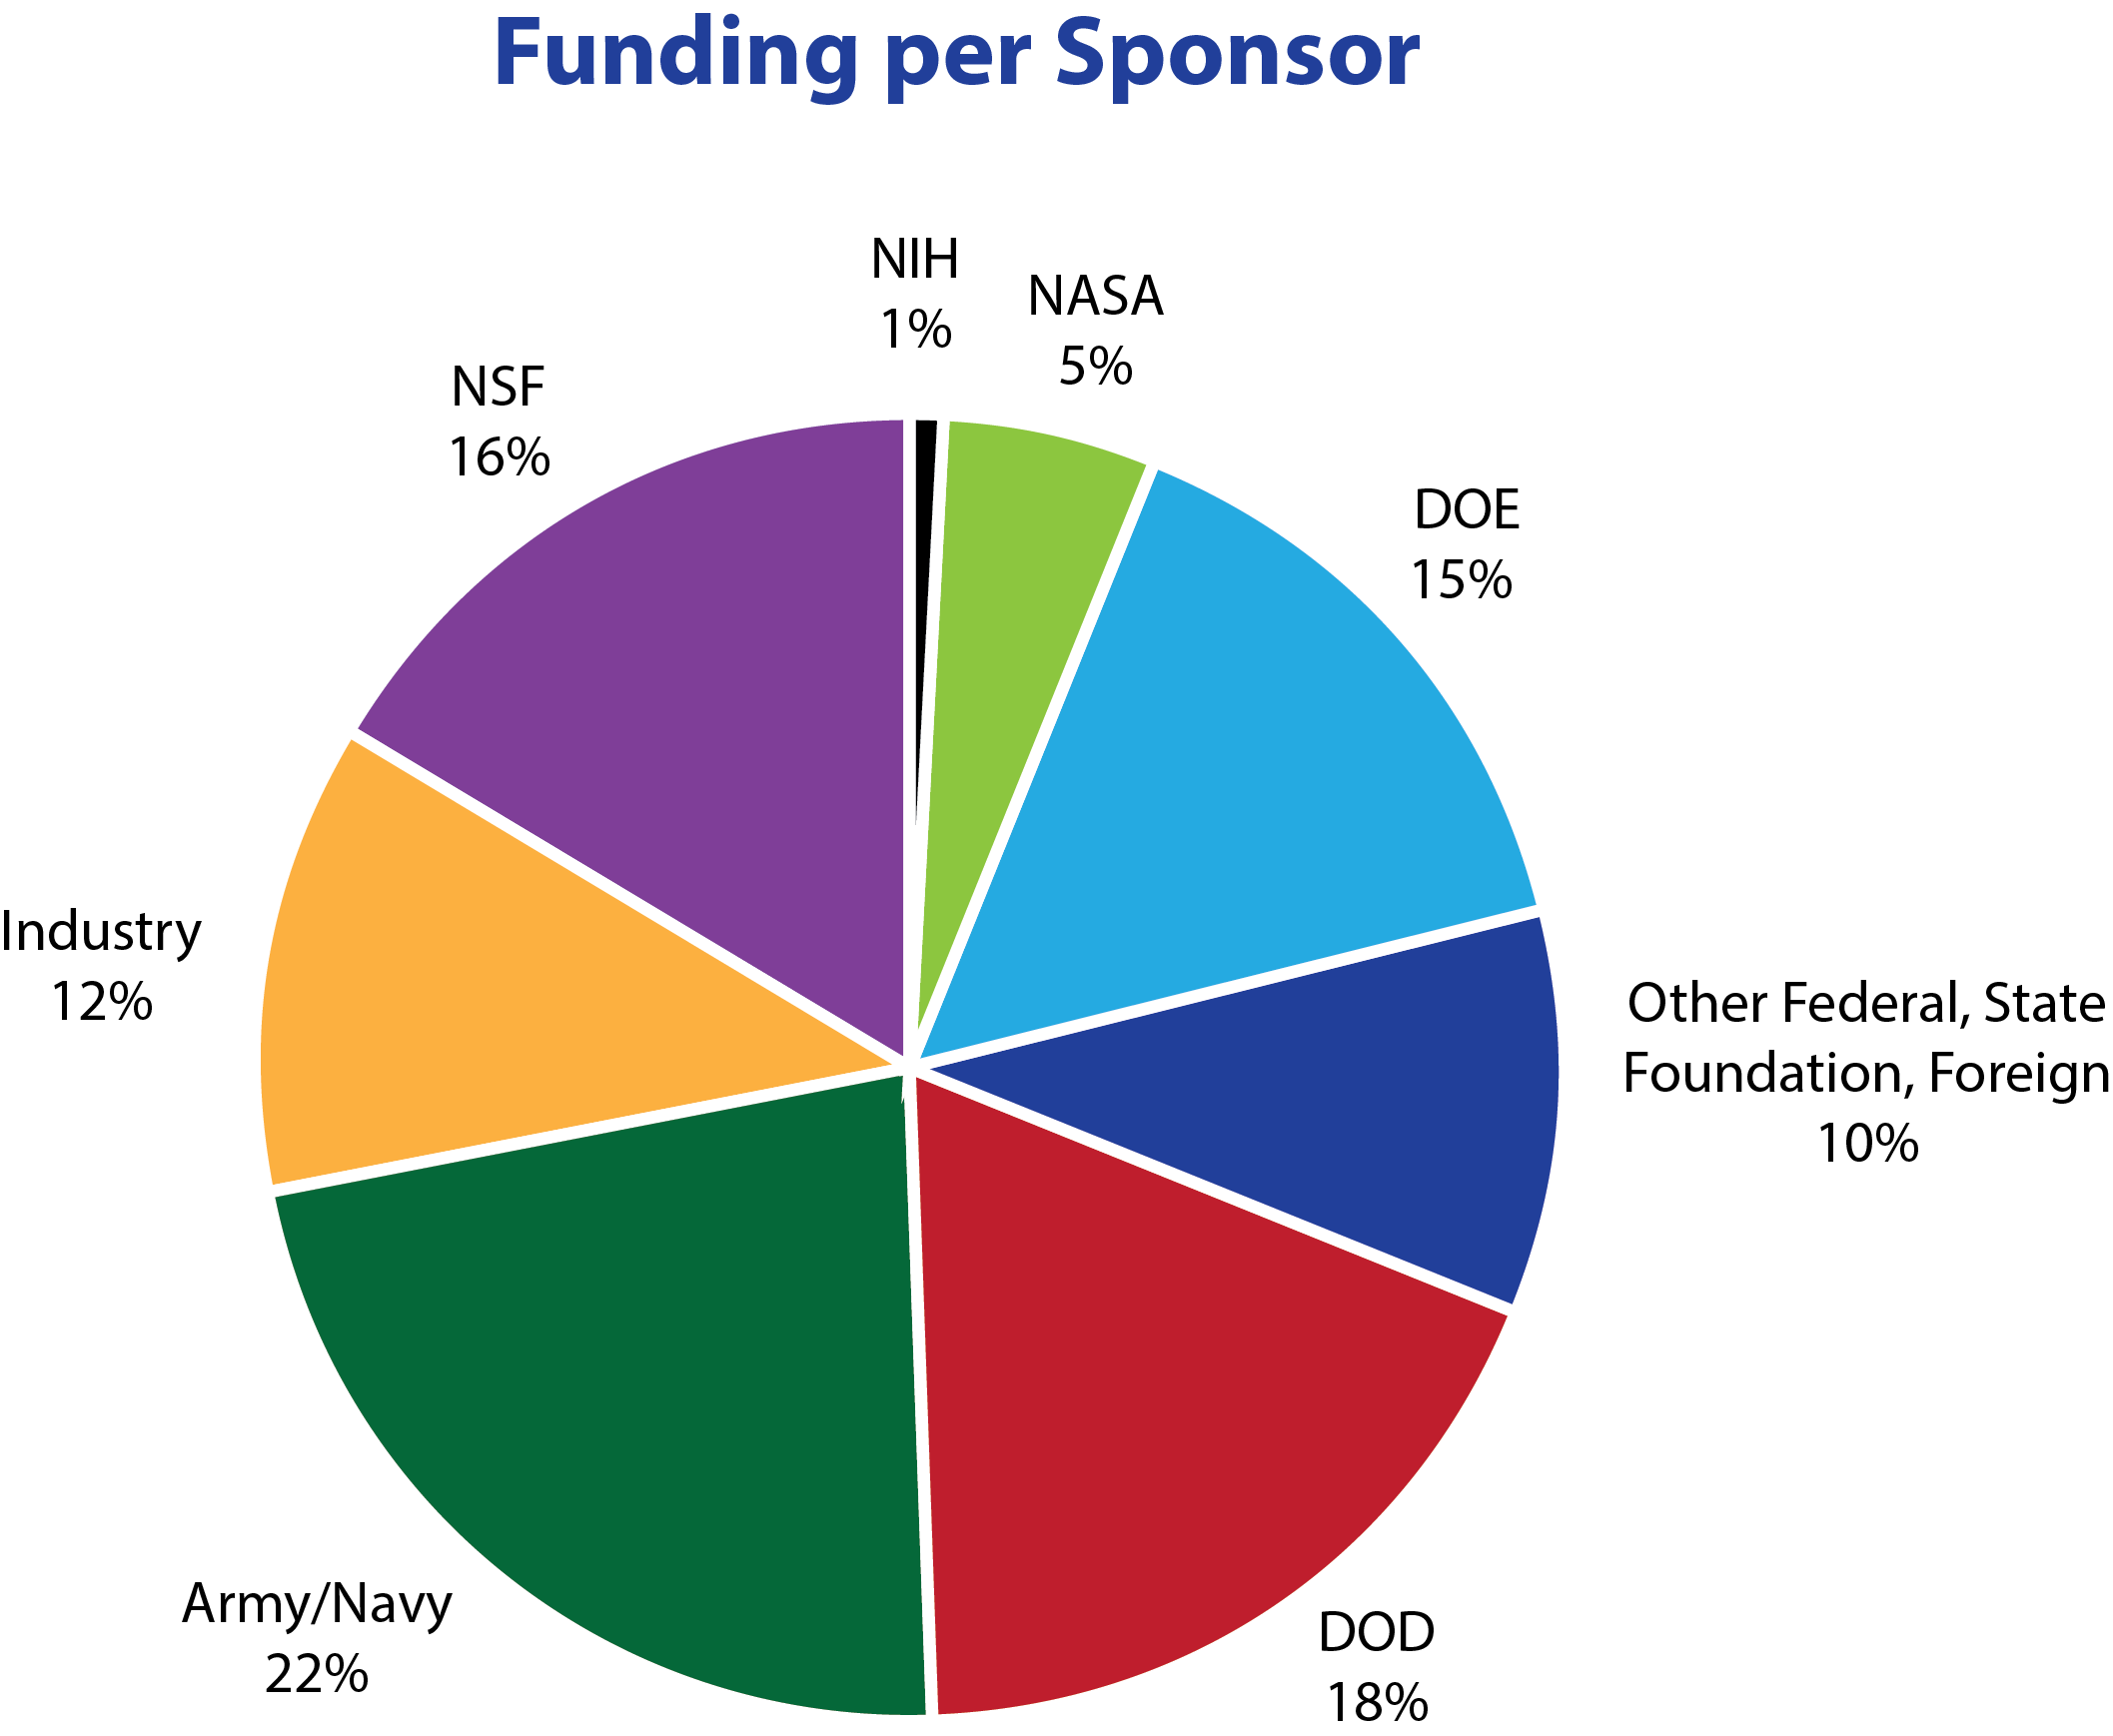 Funding per Sponsor
NIH
1%
NASA
5%
NSF
16%
DOE
15%
Industry
12%
Other Federal, State
Foundation, Foreign
10%
Army/Navy
22%
DOD
18%